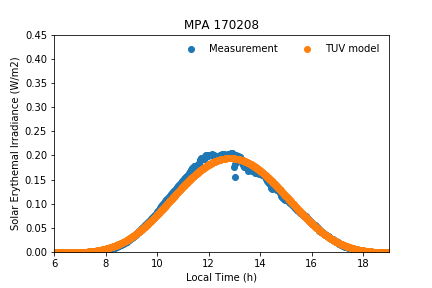 MPA 170208
Measurement TUV model
Solar Erythemal Irradiance (W/m2)
0.45
0.40
0.35
0.30
0.25
0.20
0.15
0.10
0.05
0.00
6 8 10 12 14 16 18
Local Time (h)